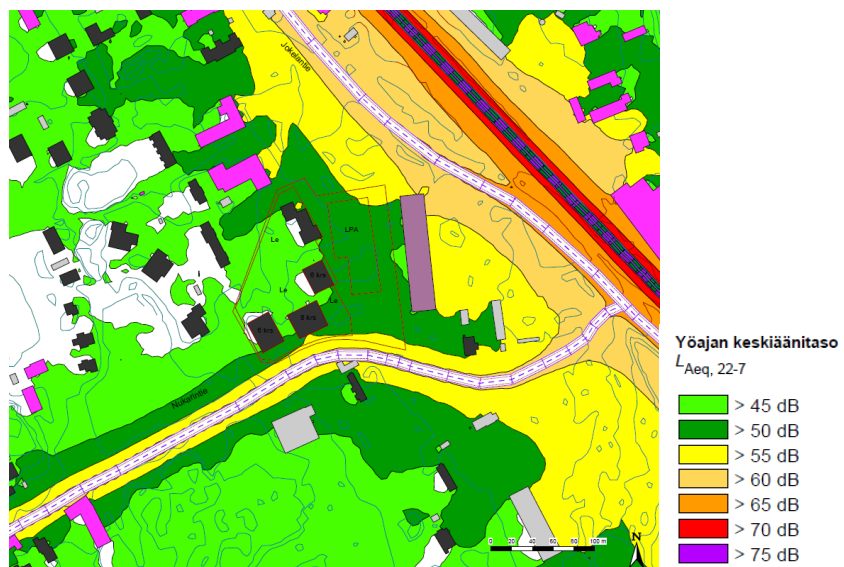 Jokelantie
LPA
Le
6 krs
Le
Le
8 krs
6 krs
Nukarintie
Yöajan keskiäänitaso
LAeq, 22-7
> 45 dB
> 50 dB
> 55 dB
> 60 dB
> 65 dB
> 70 dB
> 75 dB
N
0 20 40 60 80 100 m